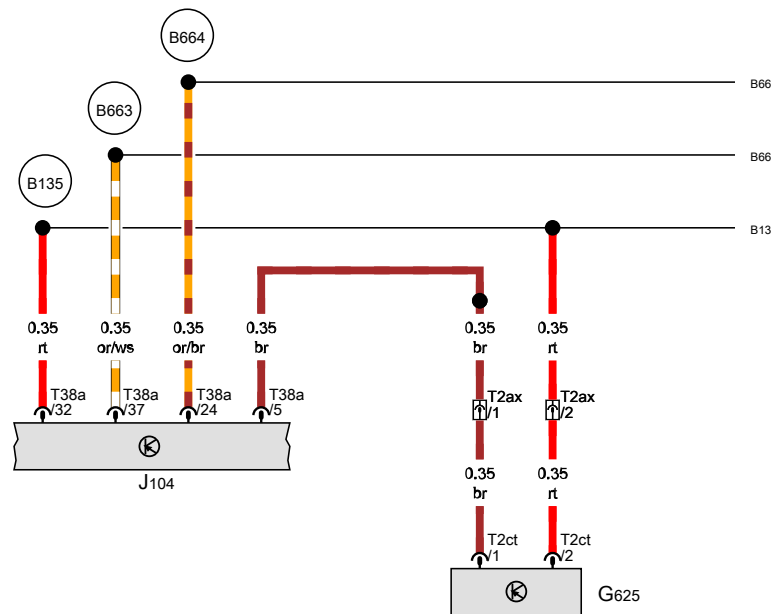 B664
B66
B663
B66
B135
B13
0.35 0.35 0.35 0.35 0.35 0.35
rt or/ws or/br br br rt
T38a T38a T38a T38a T2ax T2ax
/32 /37 /24 /5 /1 /2
J104
0.35 0.35
br rt
T2ct T2ct
/1 /2
G625